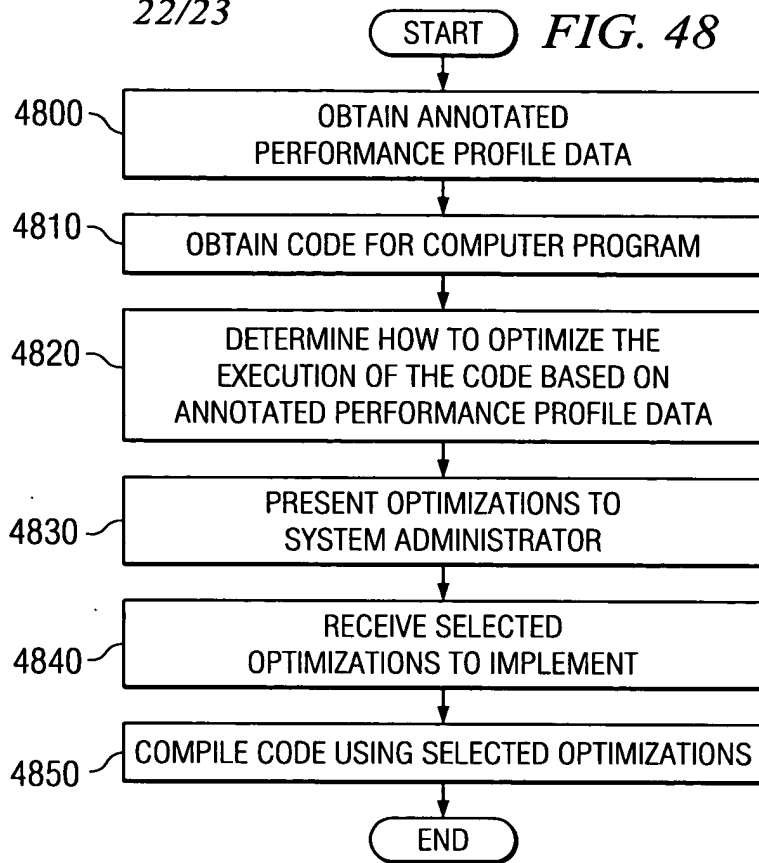 22/23
START
FIG. 48
4800
OBTAIN ANNOTATED
PERFORMANCE PROFILE DATA
4810
OBTAIN CODE FOR COMPUTER PROGRAM
4820
DETERMINE HOW TO OPTIMIZE THE
EXECUTION OF THE CODE BASED ON
ANNOTATED PERFORMANCE PROFILE DATA
4830
PRESENT OPTIMIZATIONS TO
SYSTEM ADMINISTRATOR
4840
RECEIVE SELECTED
OPTIMIZATIONS TO IMPLEMENT
4850
COMPILE CODE USING SELECTED OPTIMIZATIONS
END